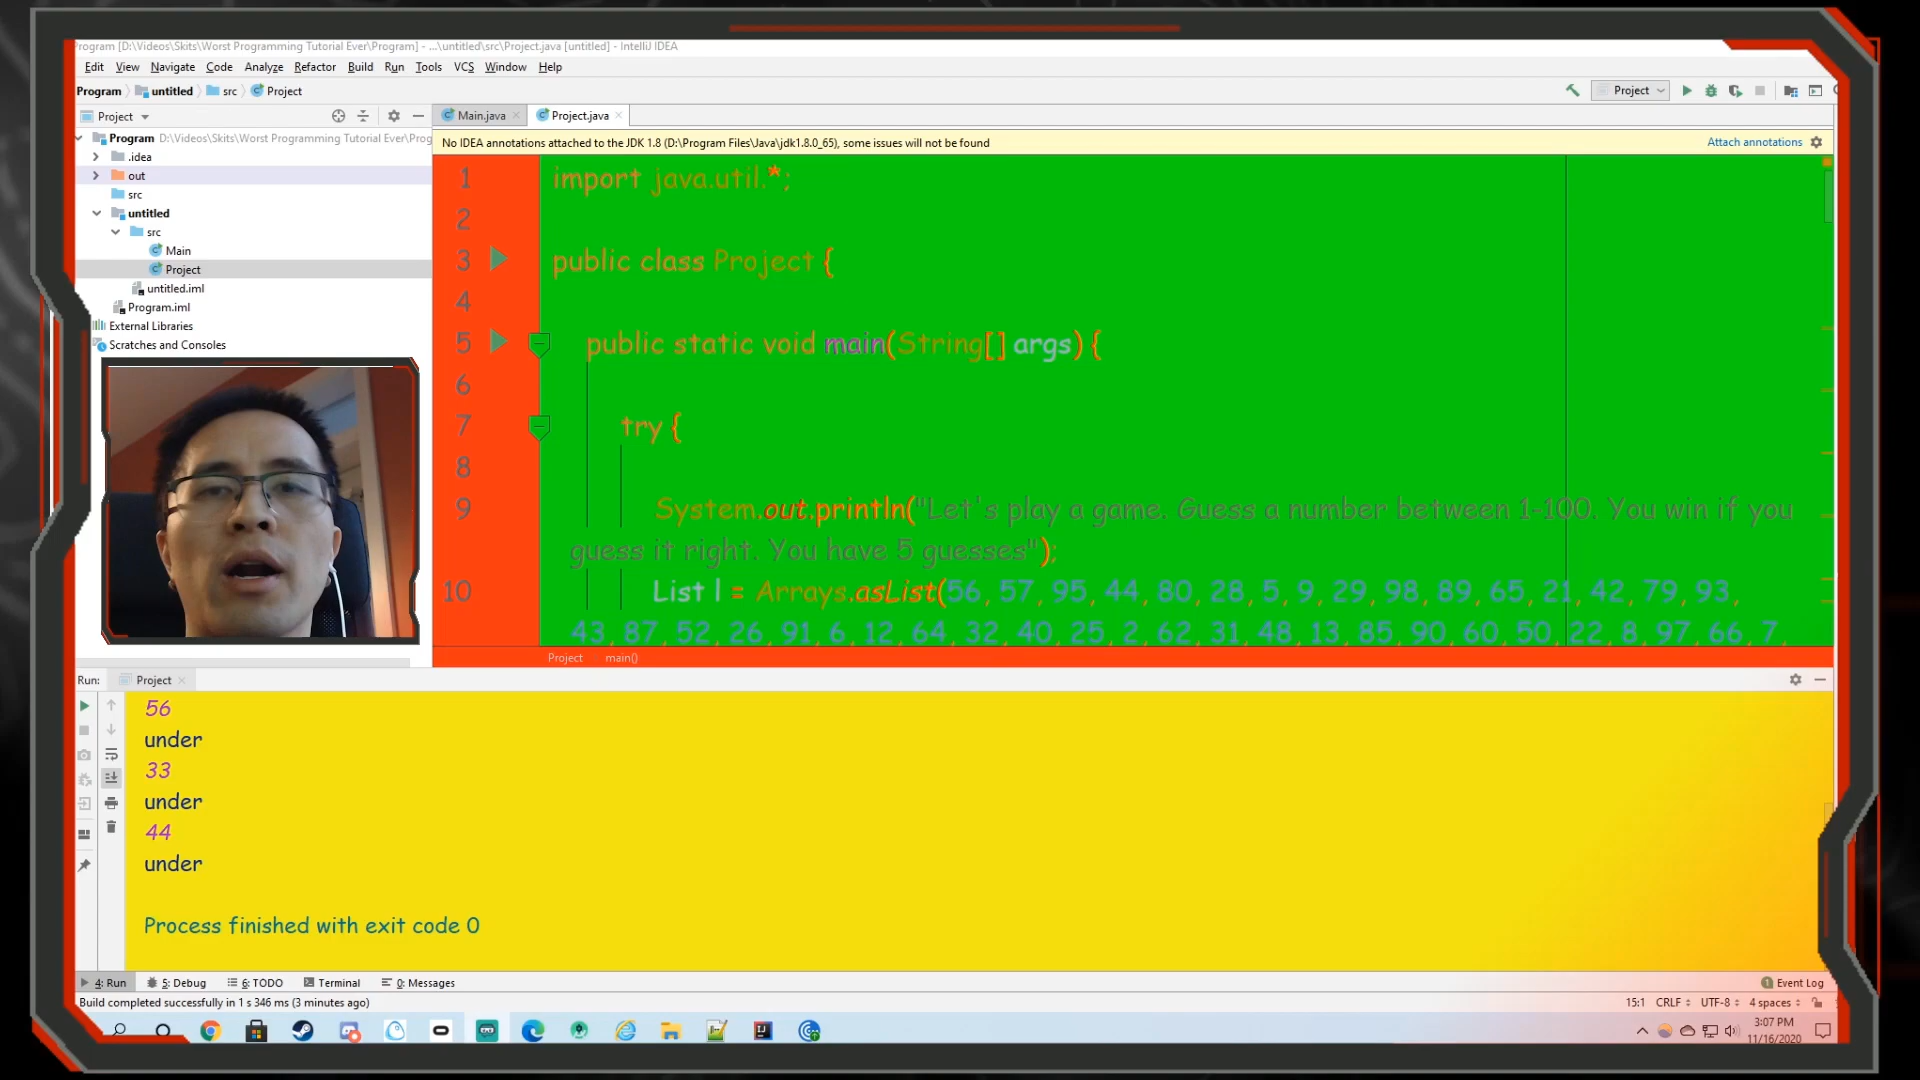 Program [D:\Videos\Skits\Worst Programming Tutorial Ever\Program] - ...\untitled\src\Project.java [untitled] - IntelliJ IDEA
Edit View Navigate Code Analyze Refactor Build Run Tools VCS Window Help
Program untitled src Project
Project
Project
Main.java
Project.java
Program D:\Videos\Skits\Worst Programming Tutorial Ever\Prog
.idea
out
src
untitled
src
Main
Project
untitled.iml
Program.iml
External Libraries
Scratches and Consoles
No IDEA annotations attached to the JDK 1.8 (D:\Program Files\Java\jdk1.8.0_65), some issues will not be found
Attach annotations
1 import java.util.*;
2
3 public class Project {
4
5 public static void main(String[] args) {
6
7 try {
8
9 System.out.println("Let's play a game. Guess a number between 1-100. You win if you
guess it right. You have 5 guesses");
10 List l = Arrays.asList(56, 57, 95, 44, 80, 28, 5, 9, 29, 98, 89, 65, 21, 42, 79, 93,
43, 87, 52, 26, 91, 6, 12, 64, 32, 40, 25, 2, 62, 31, 48, 13, 85, 90, 60, 50, 22, 8, 97, 66, 7,
Project main()
Run: Project
56
under
33
under
44
under
Process finished with exit code 0
4: Run 5: Debug 6: TODO Terminal 0: Messages
1 Event Log
Build completed successfully in 1 s 346 ms (3 minutes ago)
15:1 CRLF UTF-8 4 spaces
3:07 PM
11/16/2020